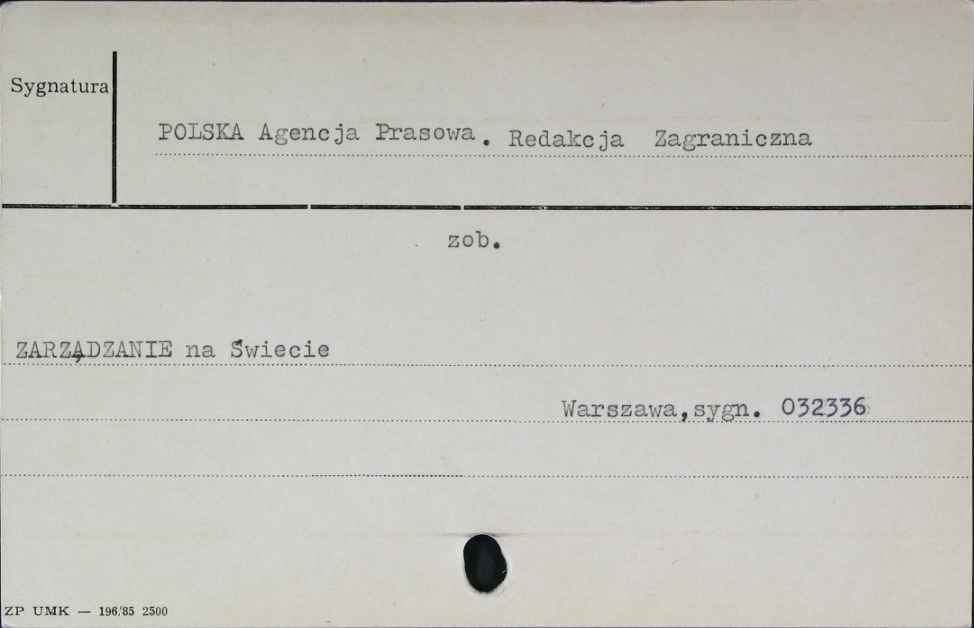 Sygnatura
POLSKA Agencja Prasowa. Redakcja Zagraniczna
zob.
ZARZĄDZANIE na Świecie
Warszawa, sygn. 032336
ZP UMK — 196/85 2500